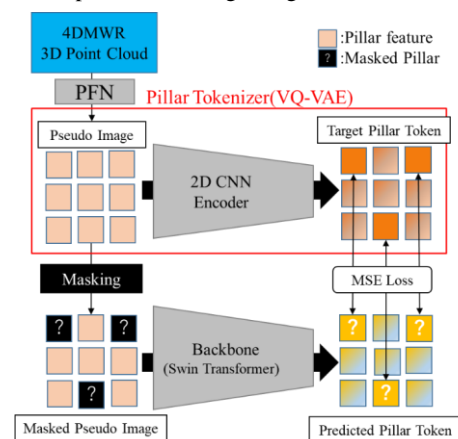 4DMWR
3D Point Cloud
:Pillar feature
? :Masked Pillar
PFN
Pillar Tokenizer(VQ-VAE)
Pseudo Image
Target Pillar Token
2D CNN
Encoder
Masking
MSE Loss
? ? ? ?
Backbone
(Swin Transformer)
? ?
Masked Pseudo Image
Predicted Pillar Token